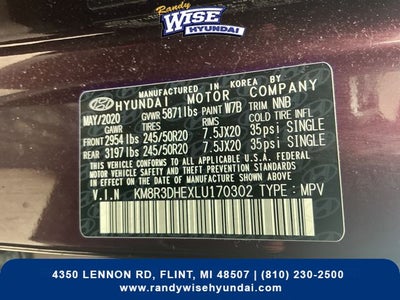 Randy
WISE
HYUNDAI
MANUFACTURED IN KOREA BY
HYUNDAI MOTOR COMPANY
MAY/2020 GVWR 5871lbs PAINT W7B TRIM NNB
GAWR TIRES RIMS
FRONT 2954 lbs 245/50R20 7.5JX20 35psi SINGLE
REAR 3197 lbs 245/50R20 7.5JX20 35psi SINGLE
THIS VEHICLE CONFORMS TO ALL APPLICABLE U.S. FEDERAL
MOTOR VEHICLE SAFETY, BUMPER, AND THEFT PREVENTION STANDARDS
IN EFFECT ON THE DATE OF MANUFACTURE SHOWN ABOVE.
V.I.N KM8R3DHEXLU170302 TYPE: MPV
4350 LENNON RD, FLINT, MI 48507 | (810) 230-2500
www.randywisehyundai.com